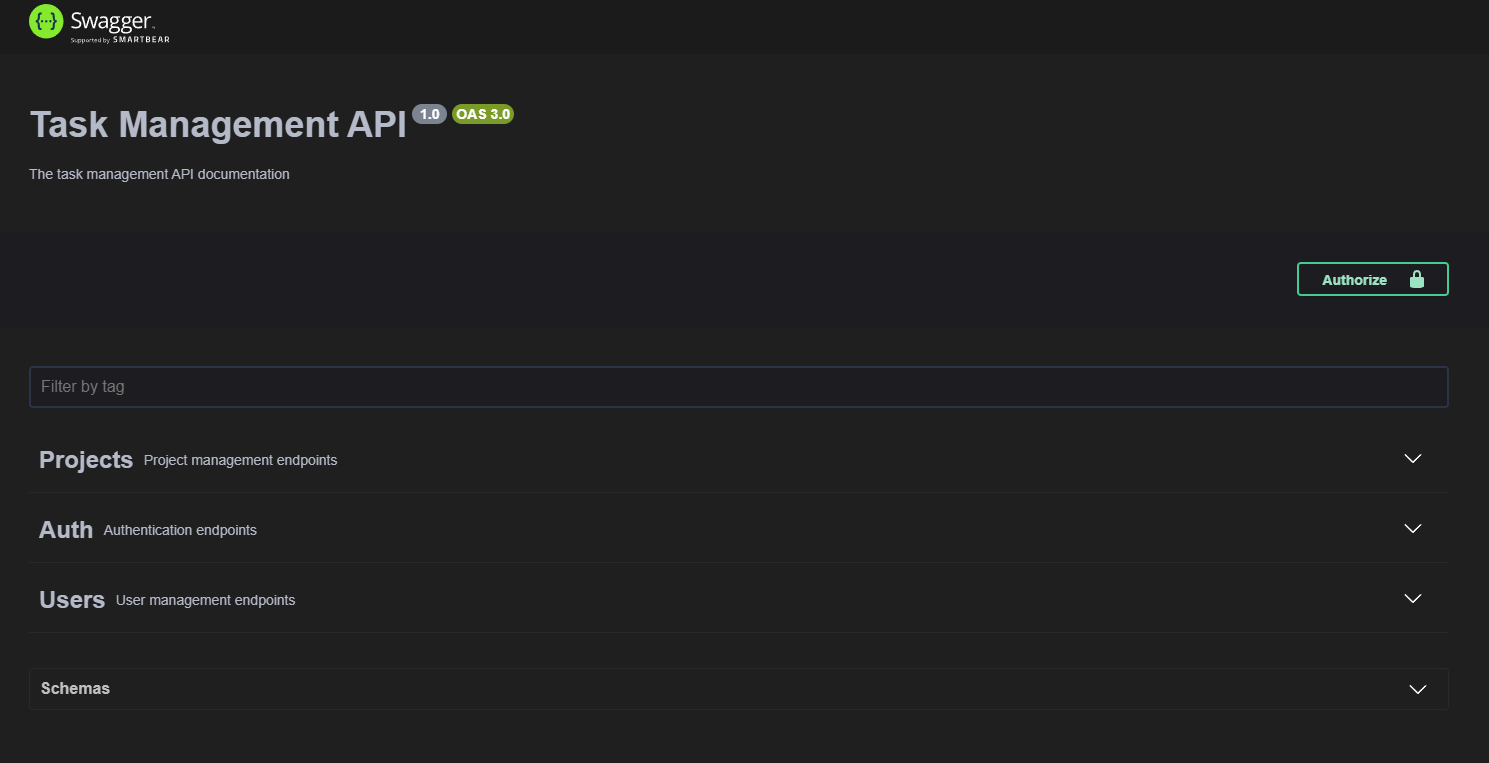 Swagger
Supported by SMARTBEAR
Task Management API 1.0 OAS 3.0
The task management API documentation
Authorize
Filter by tag
Projects Project management endpoints
Auth Authentication endpoints
Users User management endpoints
Schemas